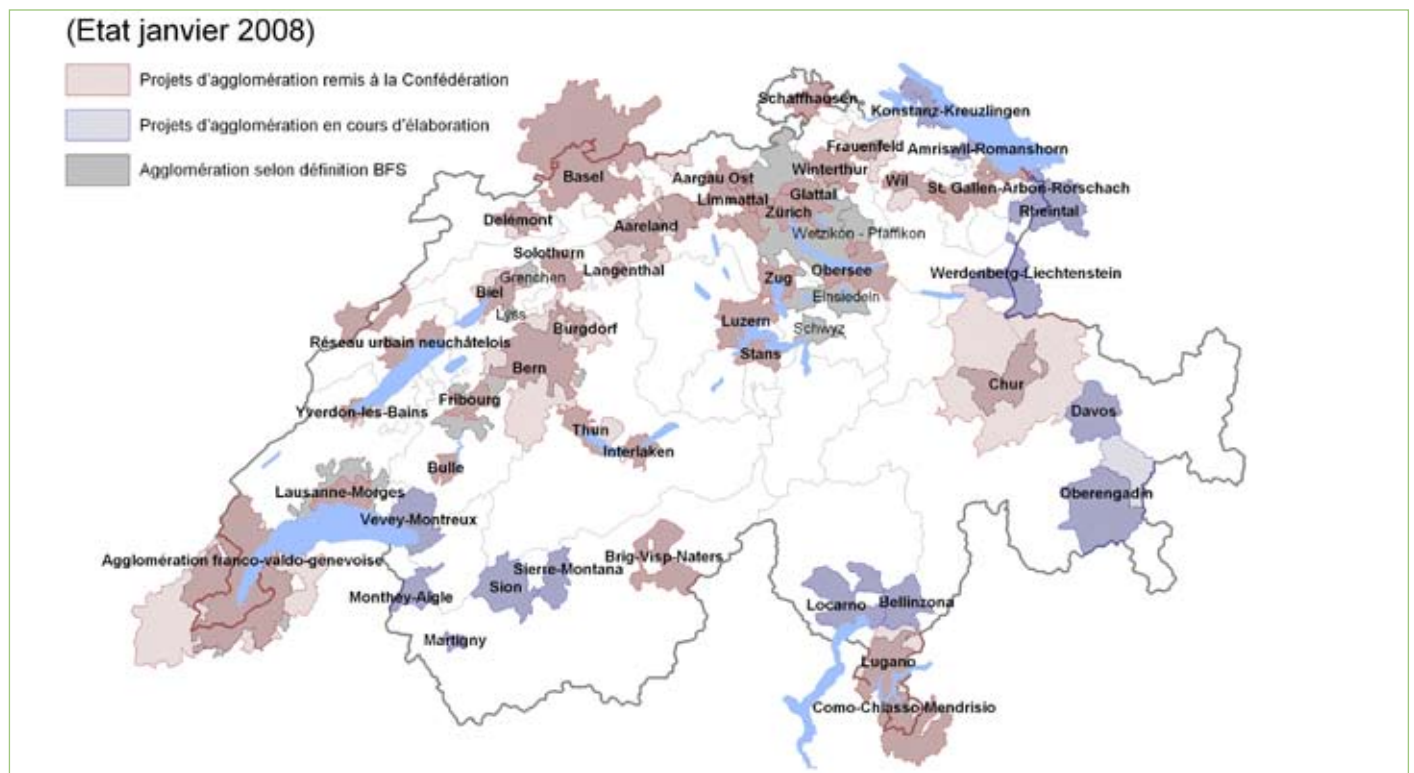 (Etat janvier 2008)
Projets d'agglomération remis à la Confédération
Projets d'agglomération en cours d'élaboration
Agglomération selon définition BFS
Schaffhausen
Konstanz-Kreuzlingen
Frauenfeld
Amriswil-Romanshorn
Basel
Aargau Ost
Winterthur
Wil
St. Gallen-Arbon-Rorschach
Limmattal
Glattal
Zürich
Rheintal
Delémont
Aareland
Wetzikon - Pfäffikon
Solothurn
Grenchen
Langenthal
Zug
Obersee
Werdenberg-Liechtenstein
Biel
Einsiedeln
Lyss
Burgdorf
Luzern
Schwyz
Réseau urbain neuchâtelois
Stans
Bern
Chur
Fribourg
Yverdon-les-Bains
Davos
Thun
Interlaken
Bulle
Lausanne-Morges
Oberengadin
Vevey-Montreux
Agglomération franco-valdo-genevoise
Brig-Visp-Naters
Sierre-Montana
Sion
Monthey-Aigle
Locarno
Bellinzona
Martigny
Lugano
Como-Chiasso-Mendrisio